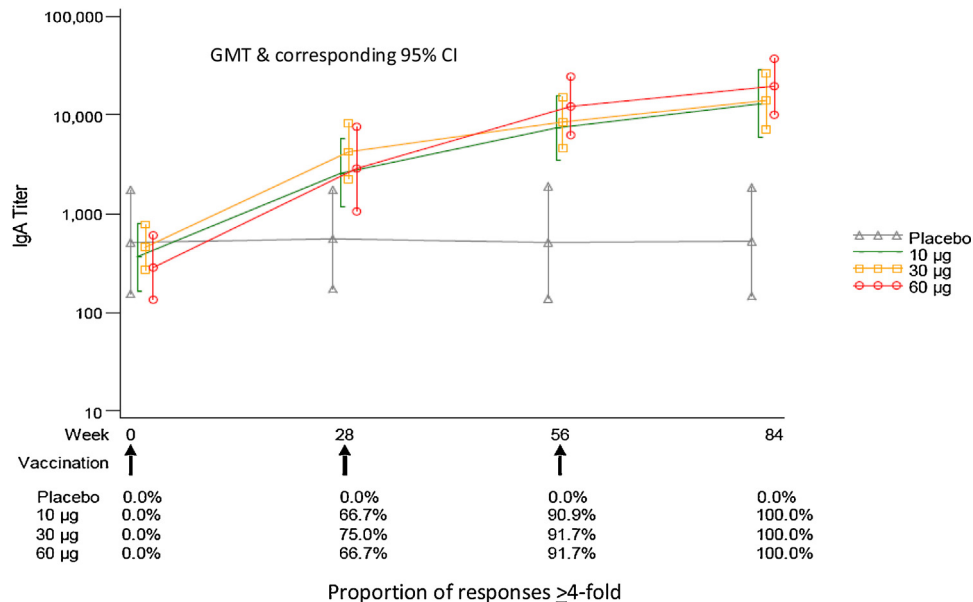 100,000
GMT & corresponding 95% CI
10,000
IgA Titer
1,000
100
10
Placebo
10 µg
30 µg
60 µg
Week 0 28 56 84
Vaccination
Placebo 0.0% 0.0% 0.0% 0.0%
10 µg 0.0% 66.7% 90.9% 100.0%
30 µg 0.0% 75.0% 91.7% 100.0%
60 µg 0.0% 66.7% 91.7% 100.0%
Proportion of responses ≥4-fold